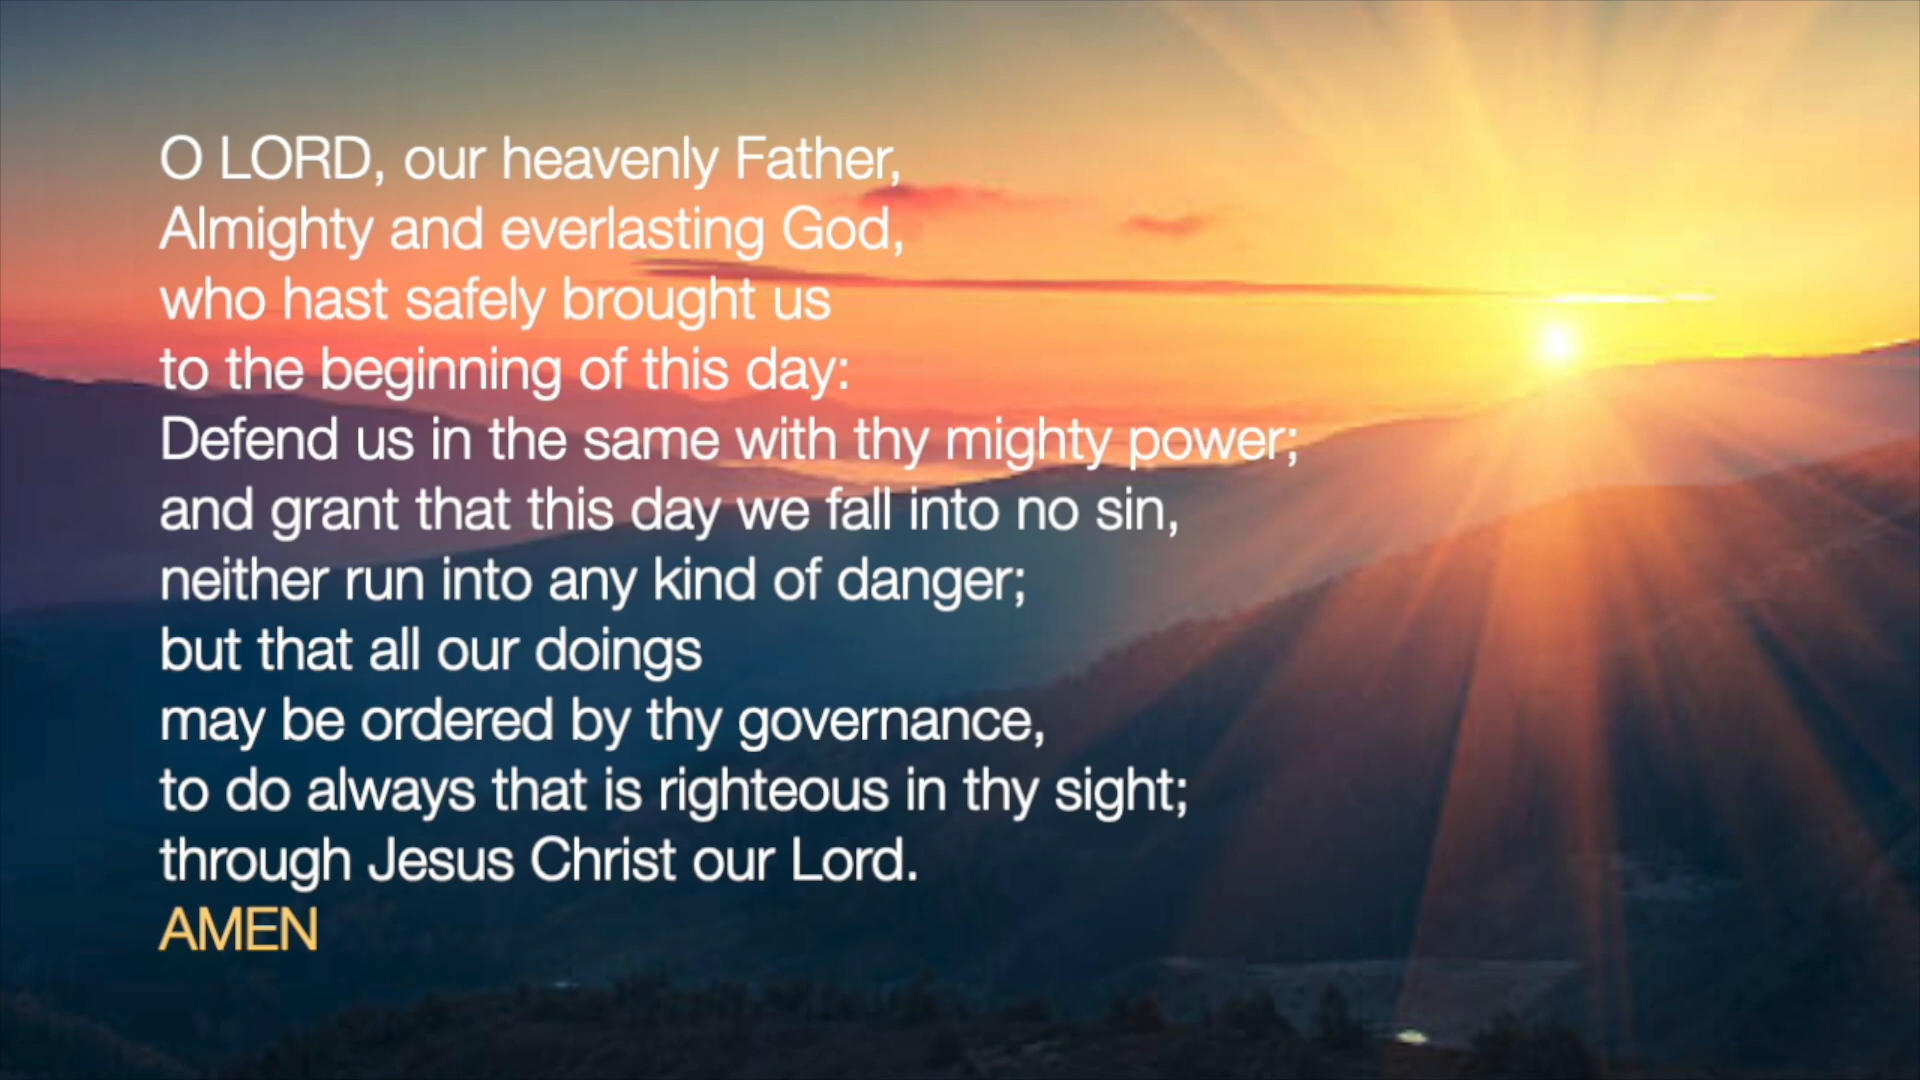 O LORD, our heavenly Father,
Almighty and everlasting God,
who hast safely brought us
to the beginning of this day:
Defend us in the same with thy mighty power;
and grant that this day we fall into no sin,
neither run into any kind of danger;
but that all our doings
may be ordered by thy governance,
to do always that is righteous in thy sight;
through Jesus Christ our Lord.
AMEN